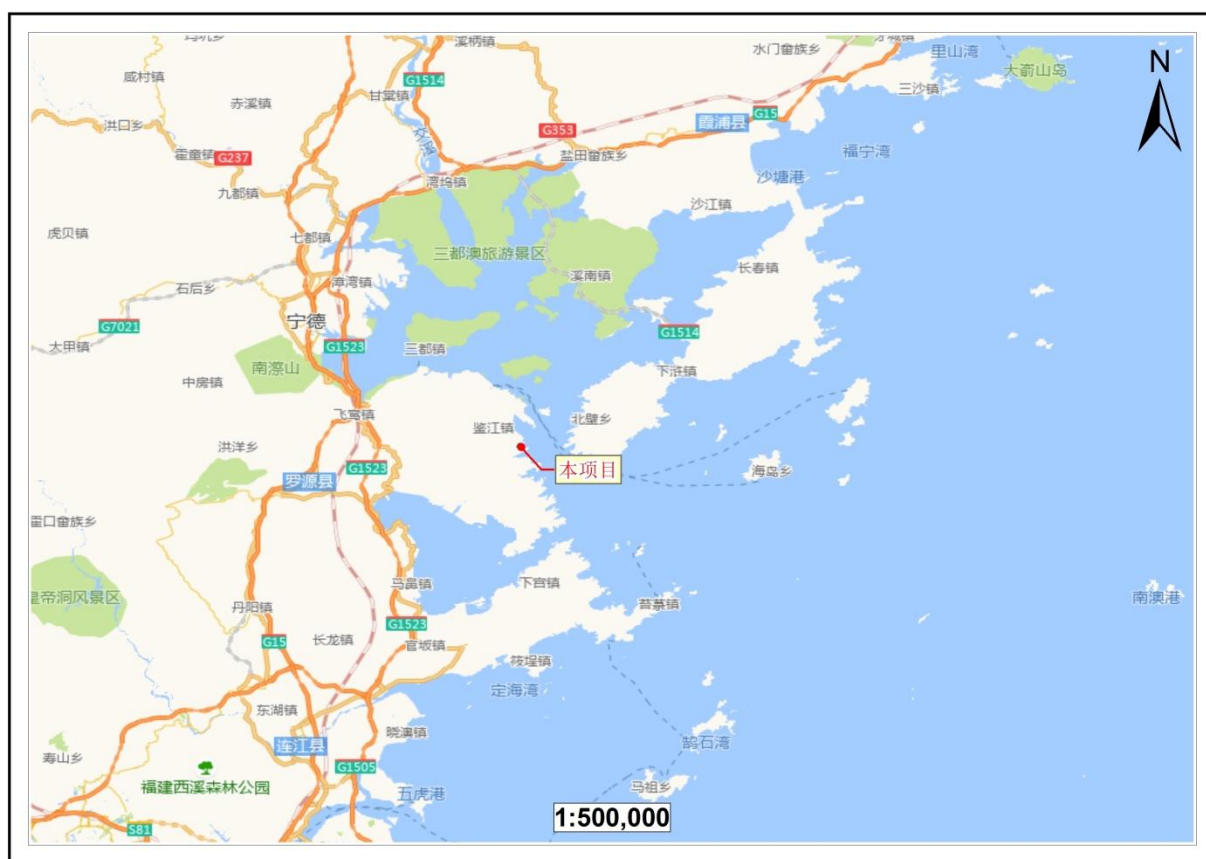 溪柄镇
水门畲族乡
里山湾
N
咸村镇
G1514
大嵛山岛
赤溪镇
甘棠镇
三沙镇
洪口乡
G353
霞浦县
G15
霍童镇
G237
盐田畲族乡
福宁湾
九都镇
湾坞镇
沙塘港
沙江镇
虎贝镇
七都镇
三都澳旅游景区
石后乡
漳湾镇
溪南镇
长春镇
G7021
宁德
大甲镇
G1523
三都镇
G1514
南漈山
下浒镇
中房镇
飞鸾镇
鉴江镇
北壁乡
洪洋乡
G1523
本项目
海岛乡
罗源县
霍口畲族乡
马鼻镇
下宫镇
皇帝洞风景区
丹阳镇
苔菉镇
南澳港
G15
长龙镇
G1523
官坂镇
筱埕镇
定海湾
东湖镇
晓澳镇
寿山乡
连江县
鹄石湾
G1505
福建西溪森林公园
五虎港
马祖乡
1:500,000
S81